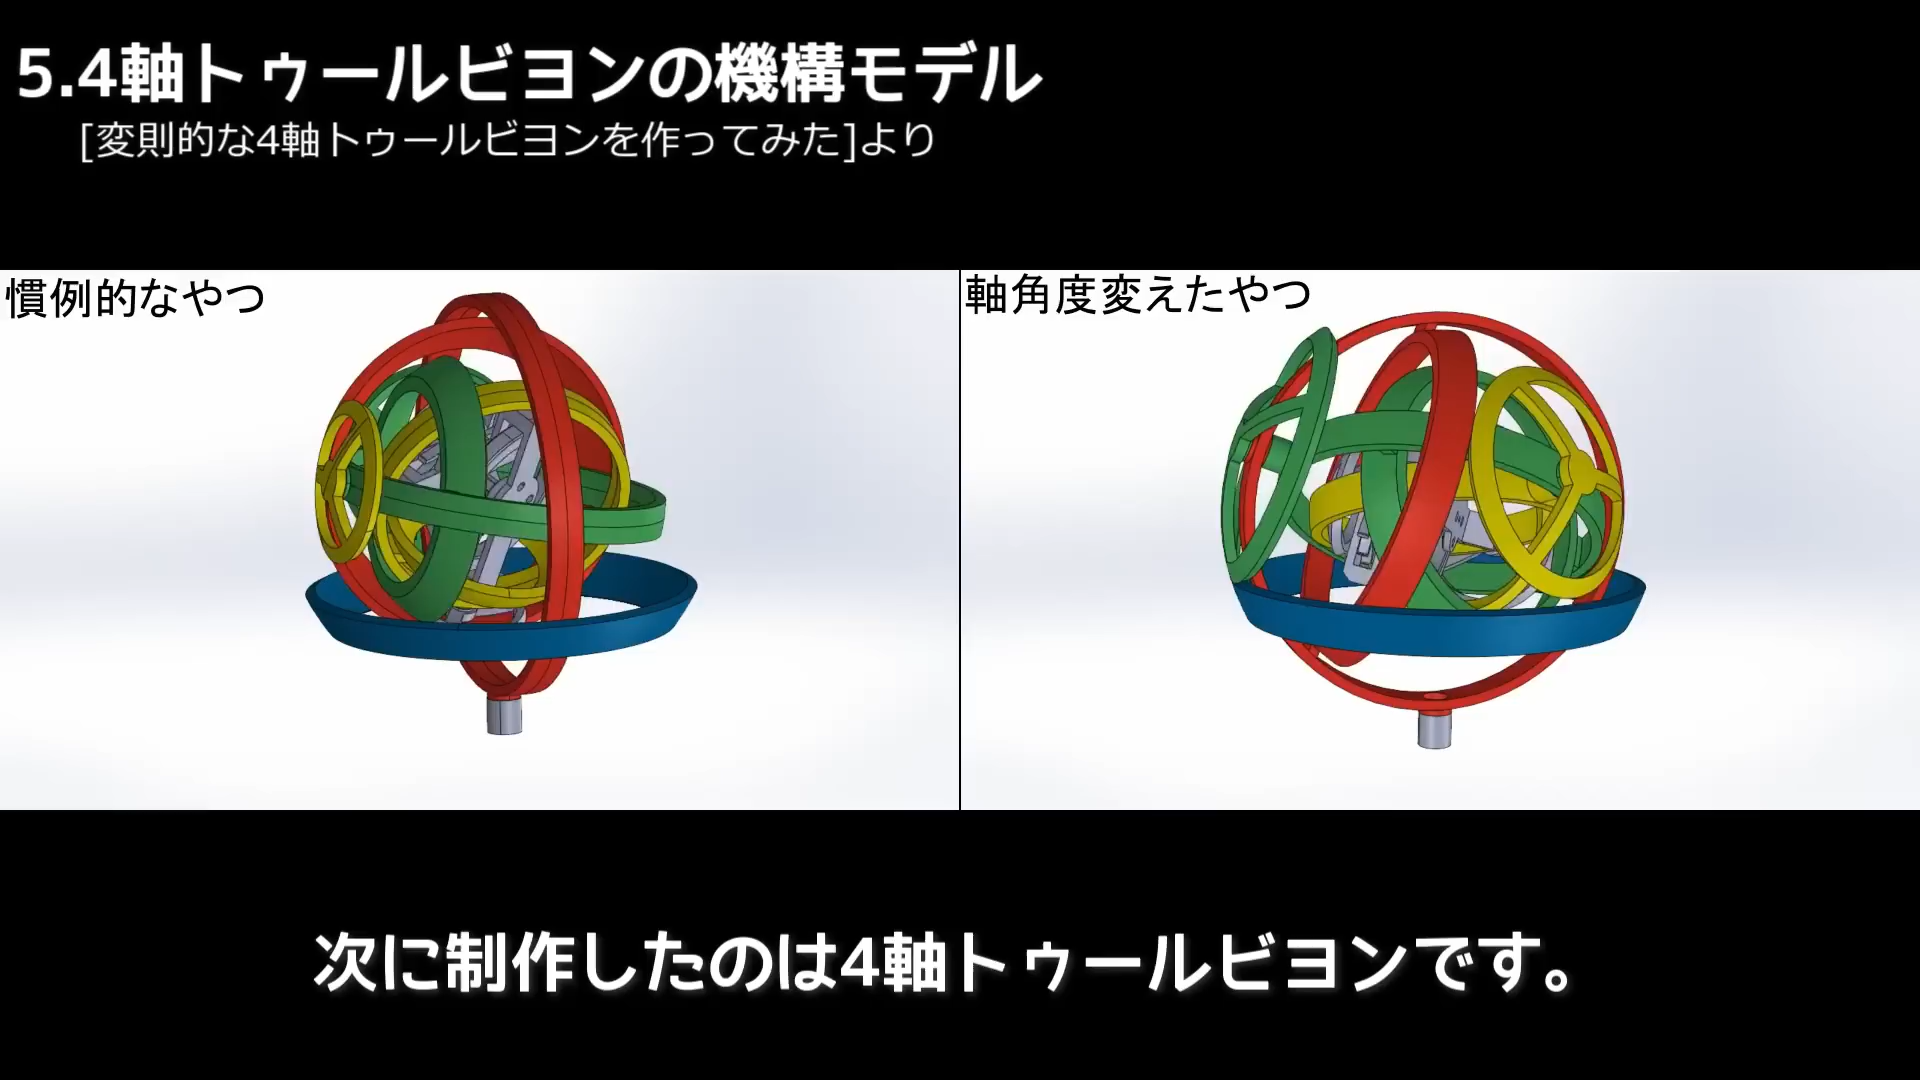 5.4軸トゥールビヨンの機構モデル
[変則的な4軸トゥールビヨンを作ってみた]より
慣例的なやつ
軸角度変えたやつ
次に制作したのは4軸トゥールビヨンです。